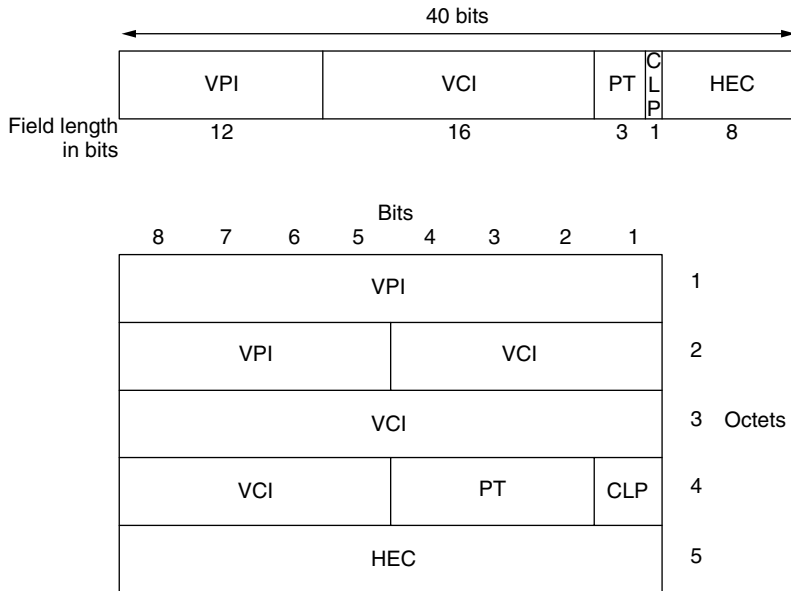 40 bits
VPI VCI PT CLP HEC
Field length
in bits
12 16 3 1 8
Bits
8 7 6 5 4 3 2 1
VPI 1
VPI VCI 2
VCI 3 Octets
VCI PT CLP 4
HEC 5